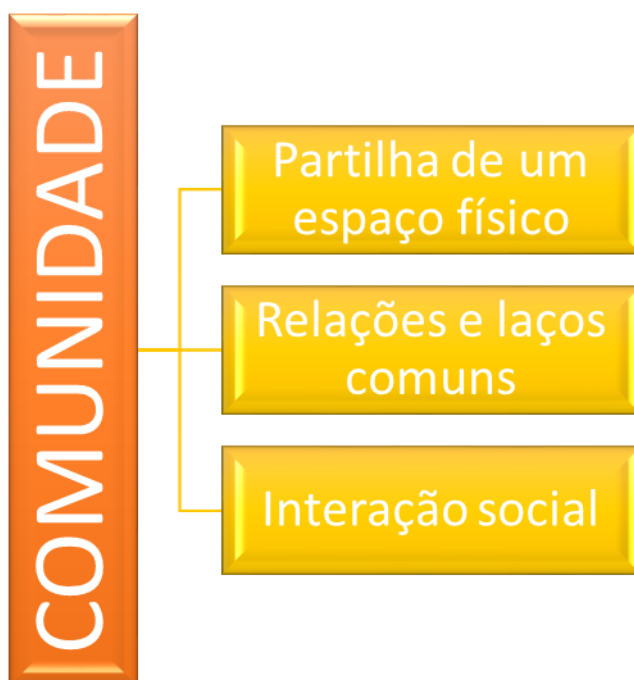 COMUNIDADE
Partilha de um
espaço físico
Relações e laços
comuns
Interação social